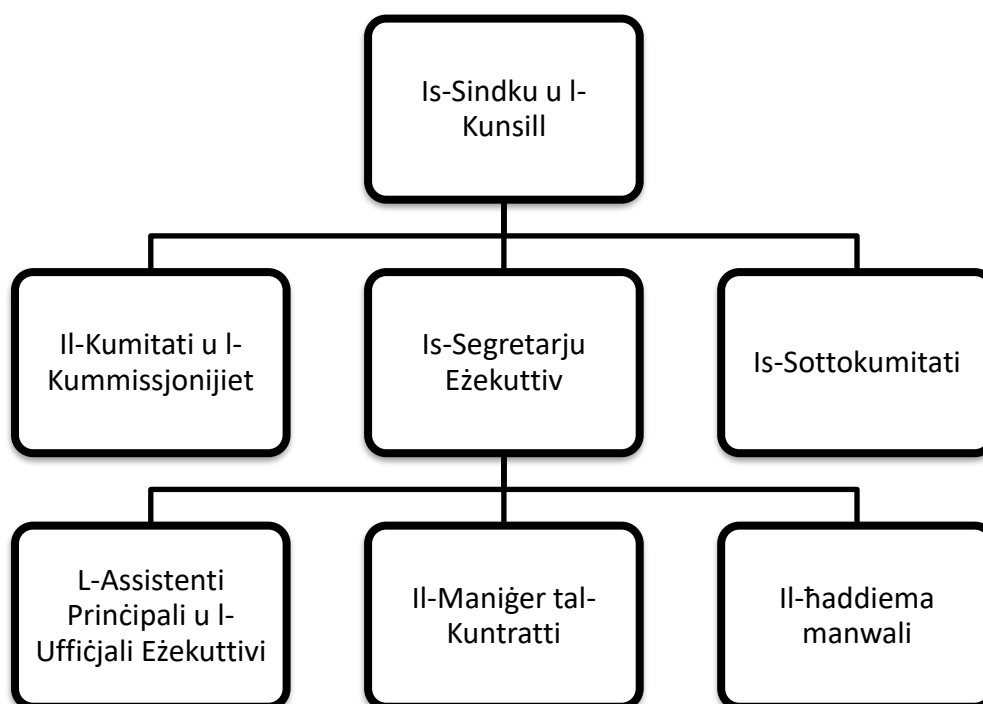 Is-Sindku u l-
Kunsill
Il-Kumitati u l-
Kummissjonijiet
Is-Segretarju
Eżekuttiv
Is-Sottokumitati
L-Assistenti
Prinċipali u l-
Uffiċjali Eżekuttivi
Il-Maniġer tal-
Kuntratti
Il-ħaddiema
manwali